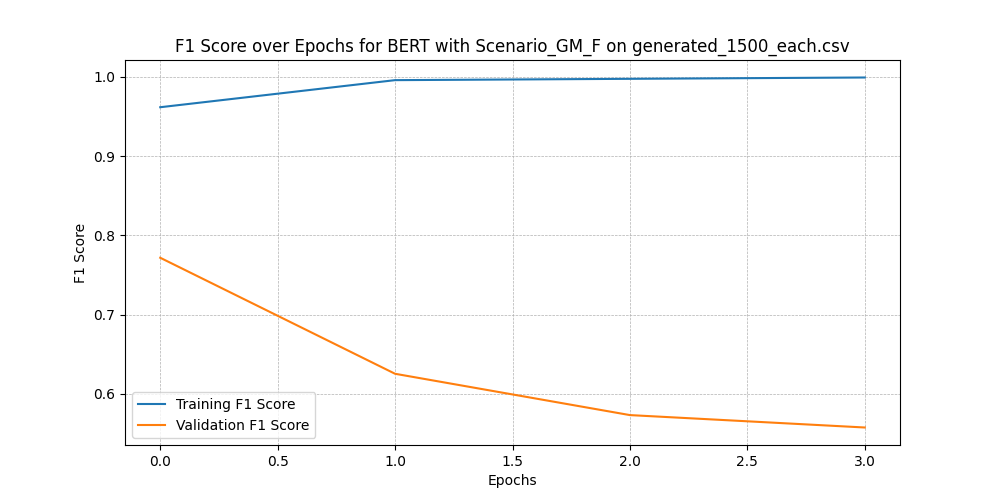 F1 Score over Epochs for BERT with Scenario_GM_F on generated_1500_each.csv
1.0
0.9
0.8
0.7
0.6
F1 Score
Training F1 Score
Validation F1 Score
0.0 0.5 1.0 1.5 2.0 2.5 3.0
Epochs